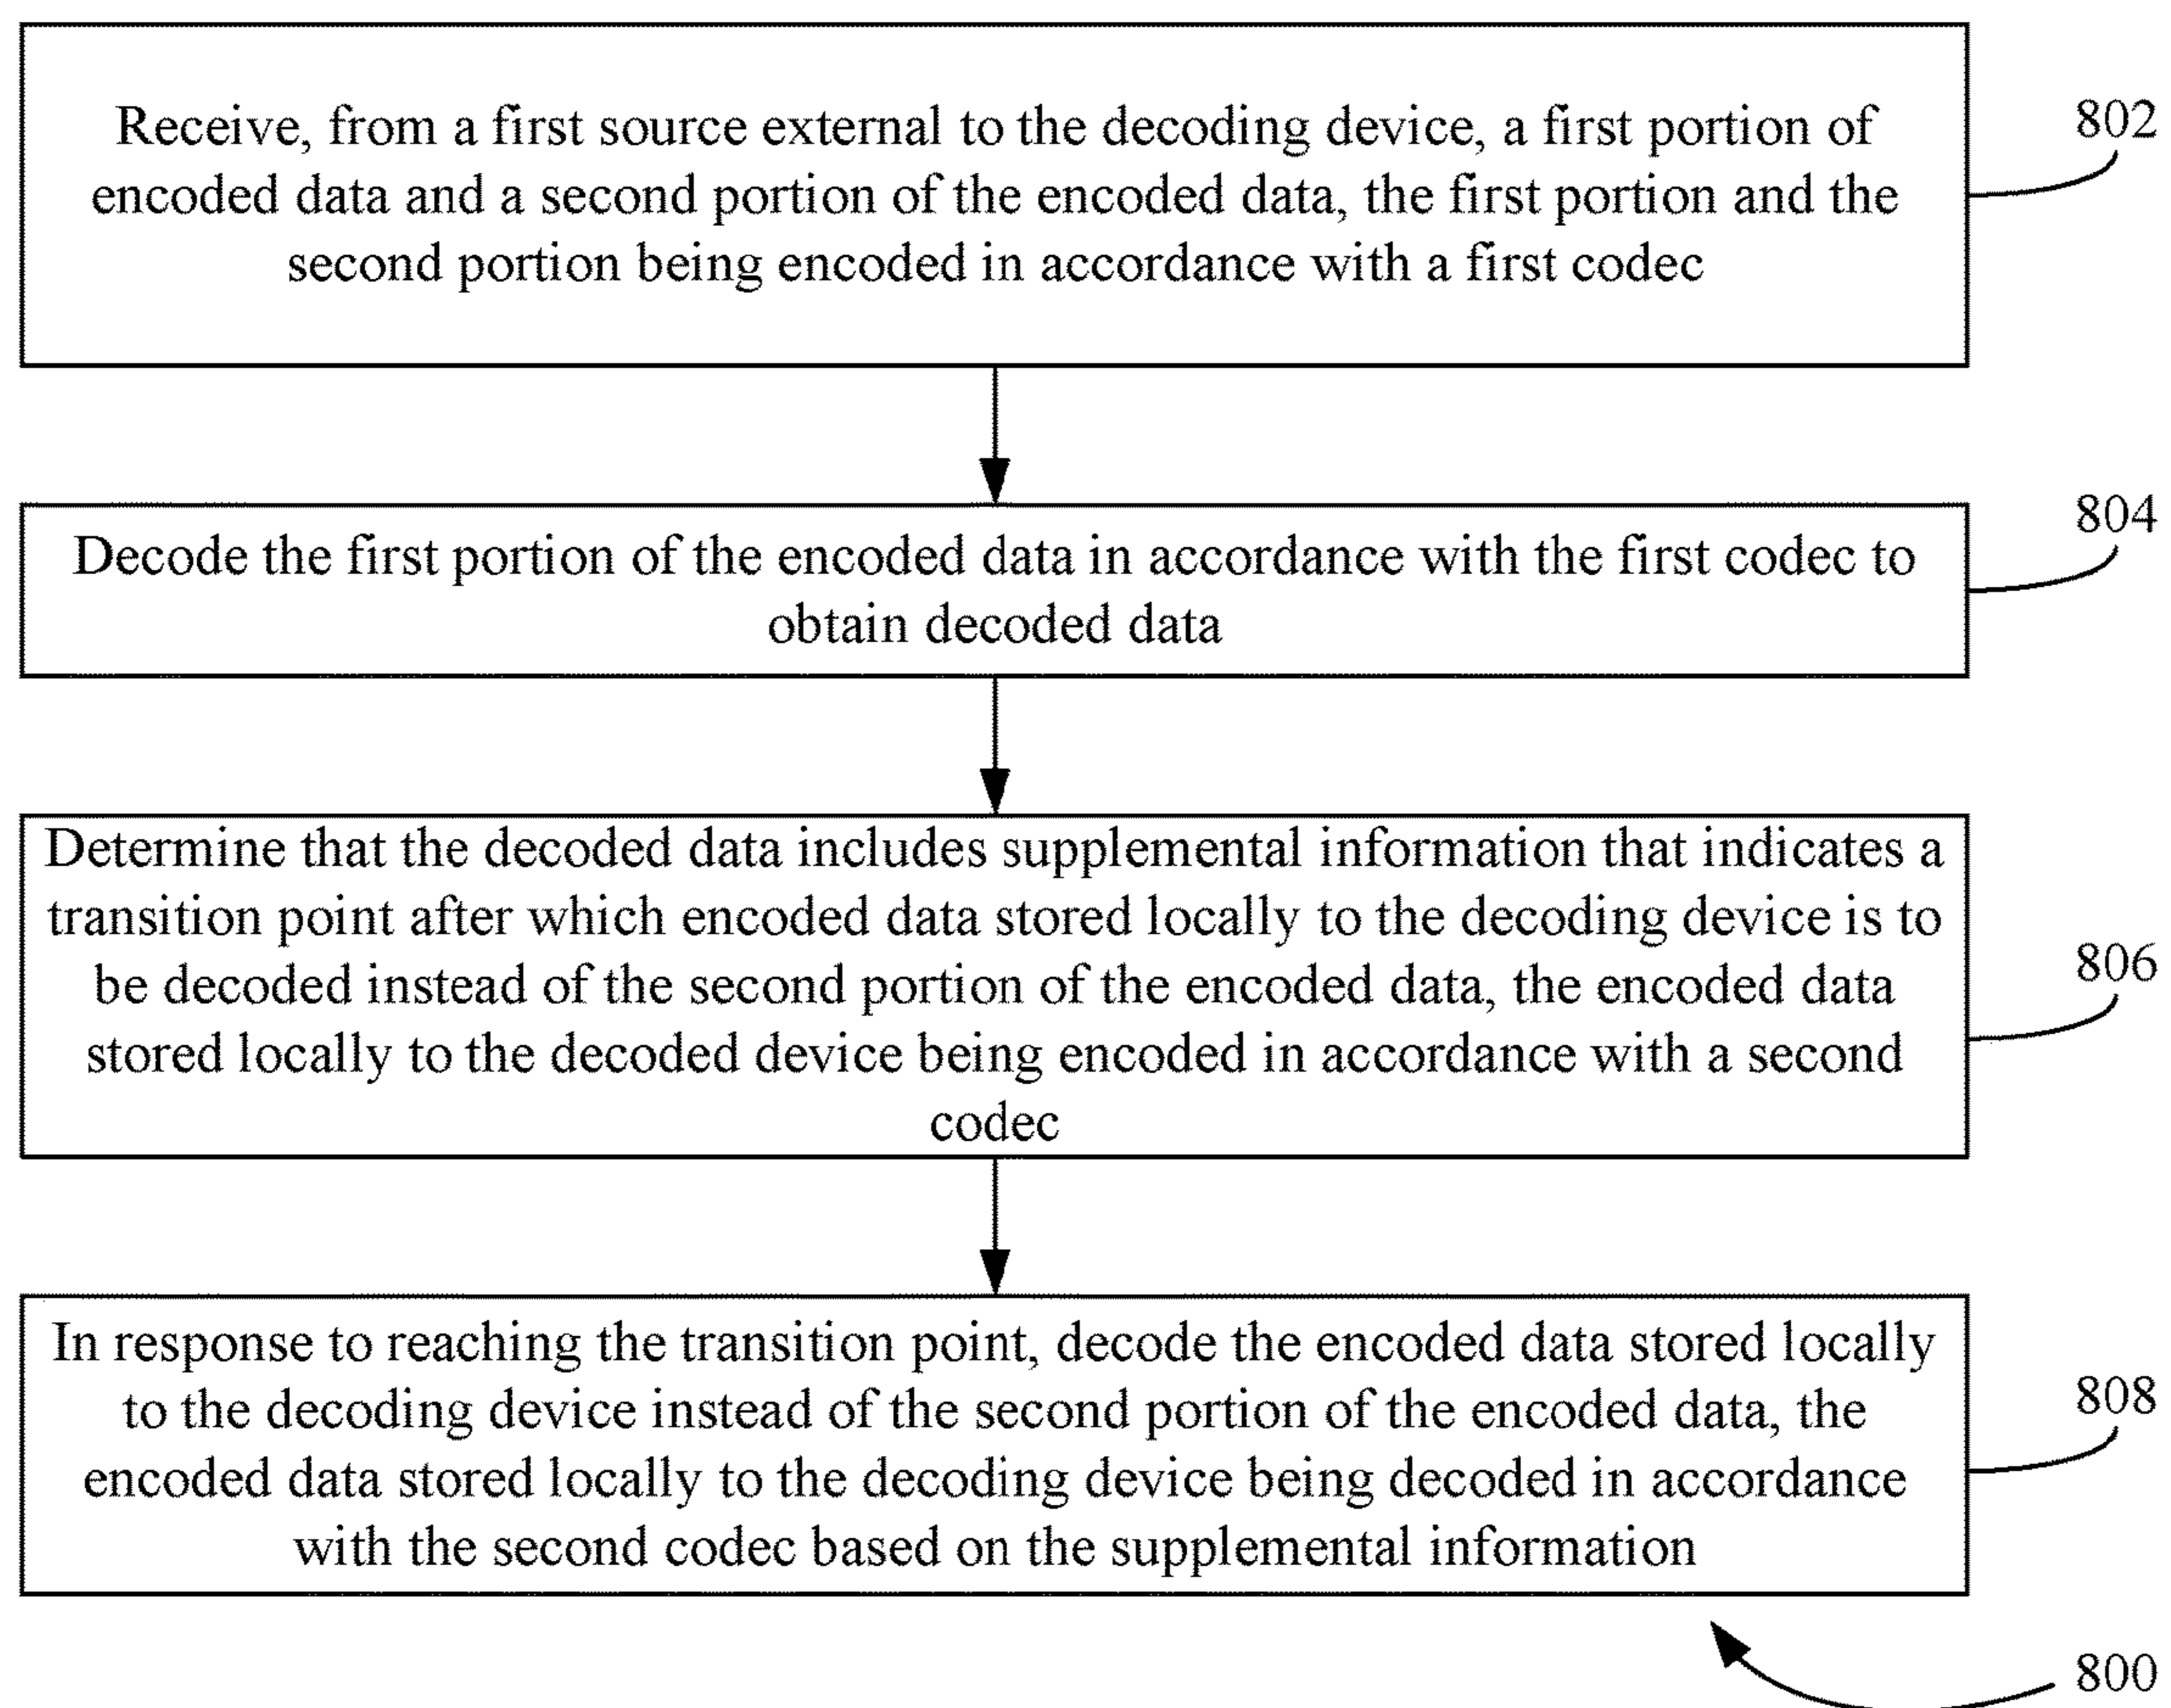 Receive, from a first source external to the decoding device, a first portion of
encoded data and a second portion of the encoded data, the first portion and the
second portion being encoded in accordance with a first codec
802
Decode the first portion of the encoded data in accordance with the first codec to
obtain decoded data
804
Determine that the decoded data includes supplemental information that indicates a
transition point after which encoded data stored locally to the decoding device is to
be decoded instead of the second portion of the encoded data, the encoded data
stored locally to the decoded device being encoded in accordance with a second
codec
806
In response to reaching the transition point, decode the encoded data stored locally
to the decoding device instead of the second portion of the encoded data, the
encoded data stored locally to the decoding device being decoded in accordance
with the second codec based on the supplemental information
808
800